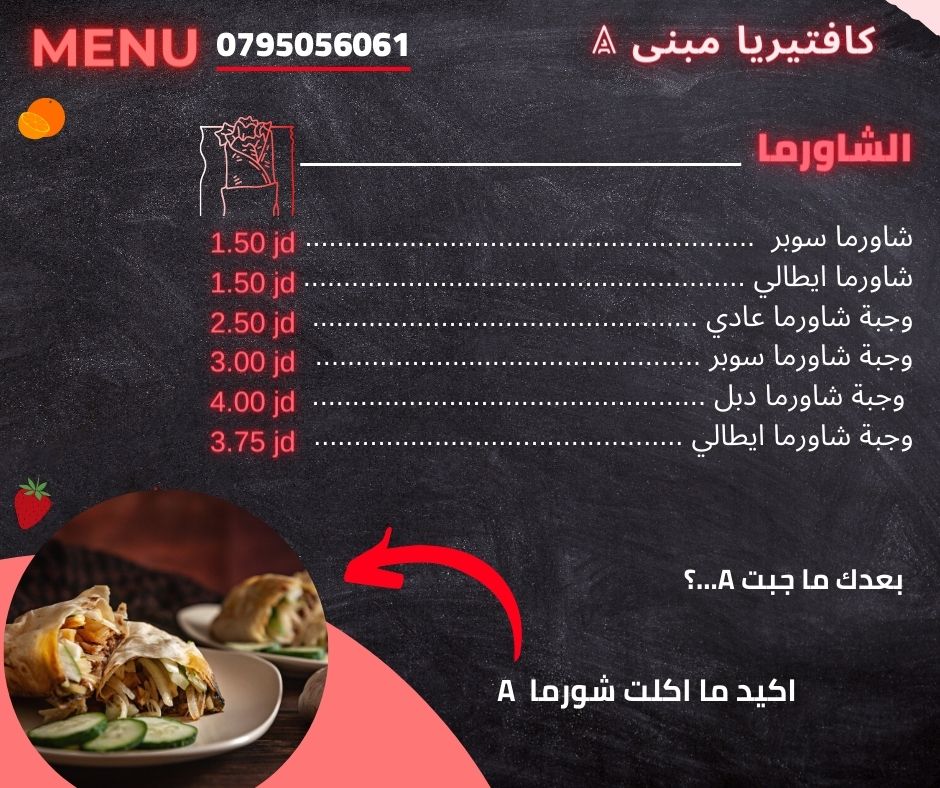 MENU 0795056061 كافتيريا مبنى A
الشاورما
شاورما سوبر ........................................................ 1.50 jd
شاورما ايطالي ....................................................... 1.50 jd
وجبة شاورما عادي ................................................ 2.50 jd
وجبة شاورما سوبر ................................................ 3.00 jd
وجبة شاورما دبل ................................................. 4.00 jd
وجبة شاورما ايطالي .............................................. 3.75 jd
بعدك ما جبت A...؟
اكيد ما اكلت شورما A